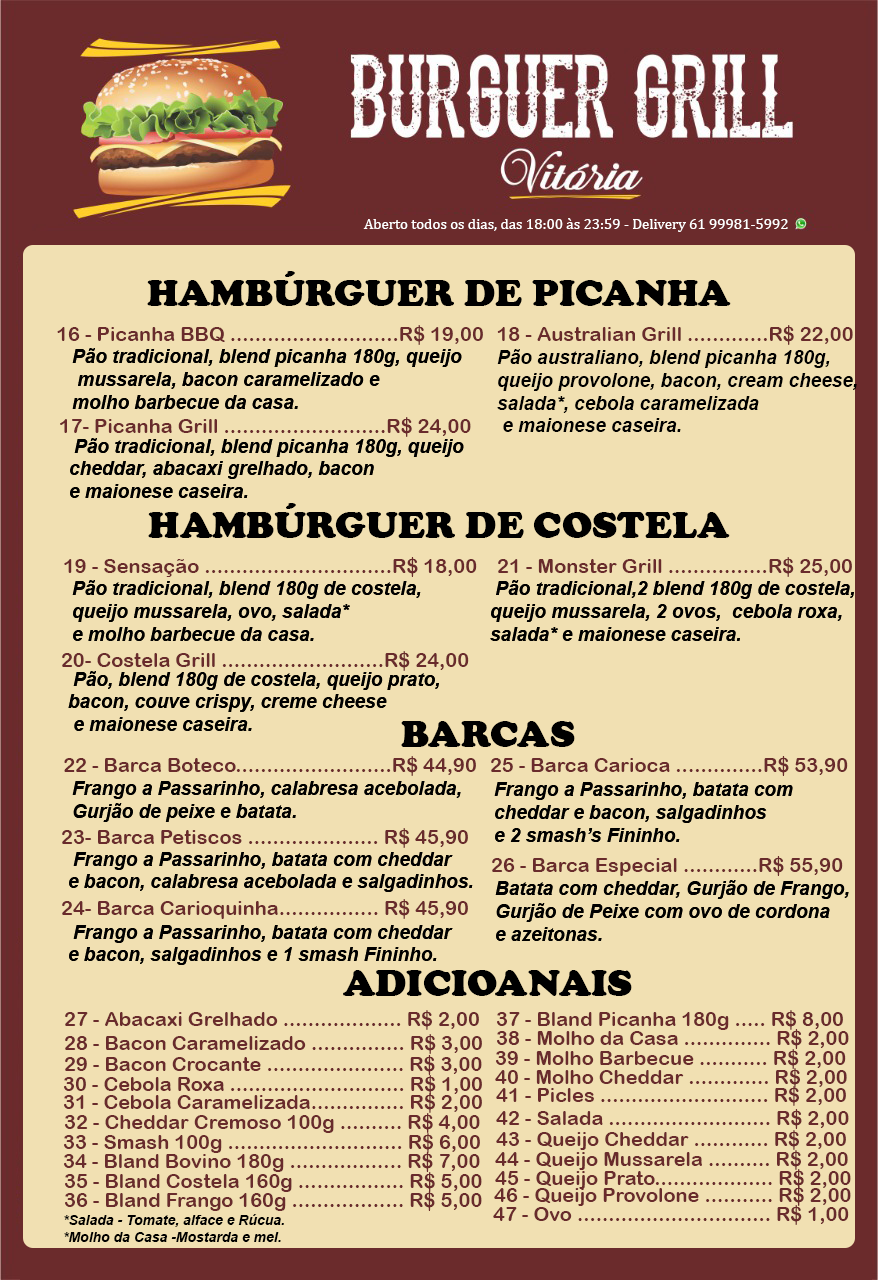 BURGUER GRILL
Vitória
Aberto todos os dias, das 18:00 às 23:59 - Delivery 61 99981-5992
HAMBÚRGUER DE PICANHA
16 - Picanha BBQ ...........................R$ 19,00
Pão tradicional, blend picanha 180g, queijo
mussarela, bacon caramelizado e
molho barbecue da casa.
17- Picanha Grill ..........................R$ 24,00
Pão tradicional, blend picanha 180g, queijo
cheddar, abacaxi grelhado, bacon
e maionese caseira.
18 - Australian Grill .............R$ 22,00
Pão australiano, blend picanha 180g,
queijo provolone, bacon, cream cheese,
salada*, cebola caramelizada
e maionese caseira.
HAMBÚRGUER DE COSTELA
19 - Sensação ..............................R$ 18,00
Pão tradicional, blend 180g de costela,
queijo mussarela, ovo, salada*
e molho barbecue da casa.
20- Costela Grill ..........................R$ 24,00
Pão, blend 180g de costela, queijo prato,
bacon, couve crispy, creme cheese
e maionese caseira.
21 - Monster Grill ................R$ 25,00
Pão tradicional,2 blend 180g de costela,
queijo mussarela, 2 ovos, cebola roxa,
salada* e maionese caseira.
BARCAS
22 - Barca Boteco.........................R$ 44,90
Frango a Passarinho, calabresa acebolada,
Gurjão de peixe e batata.
23- Barca Petiscos ..................... R$ 45,90
Frango a Passarinho, batata com cheddar
e bacon, calabresa acebolada e salgadinhos.
24- Barca Carioquinha................ R$ 45,90
Frango a Passarinho, batata com cheddar
e bacon, salgadinhos e 1 smash Fininho.
25 - Barca Carioca ..............R$ 53,90
Frango a Passarinho, batata com
cheddar e bacon, salgadinhos
e 2 smash’s Fininho.
26 - Barca Especial ............R$ 55,90
Batata com cheddar, Gurjão de Frango,
Gurjão de Peixe com ovo de cordona
e azeitonas.
ADICIOANAIS
27 - Abacaxi Grelhado ................... R$ 2,00
28 - Bacon Caramelizado ............... R$ 3,00
29 - Bacon Crocante ...................... R$ 3,00
30 - Cebola Roxa ............................ R$ 1,00
31 - Cebola Caramelizada............... R$ 2,00
32 - Cheddar Cremoso 100g .......... R$ 4,00
33 - Smash 100g ............................ R$ 6,00
34 - Bland Bovino 180g .................. R$ 7,00
35 - Bland Costela 160g ................. R$ 5,00
36 - Bland Frango 160g .................. R$ 5,00
*Salada - Tomate, alface e Rúcua.
*Molho da Casa -Mostarda e mel.
37 - Bland Picanha 180g ..... R$ 8,00
38 - Molho da Casa .............. R$ 2,00
39 - Molho Barbecue ........... R$ 2,00
40 - Molho Cheddar ............. R$ 2,00
41 - Picles ........................... R$ 2,00
42 - Salada .......................... R$ 2,00
43 - Queijo Cheddar ............ R$ 2,00
44 - Queijo Mussarela .......... R$ 2,00
45 - Queijo Prato................... R$ 2,00
46 - Queijo Provolone ........... R$ 2,00
47 - Ovo ............................... R$ 1,00